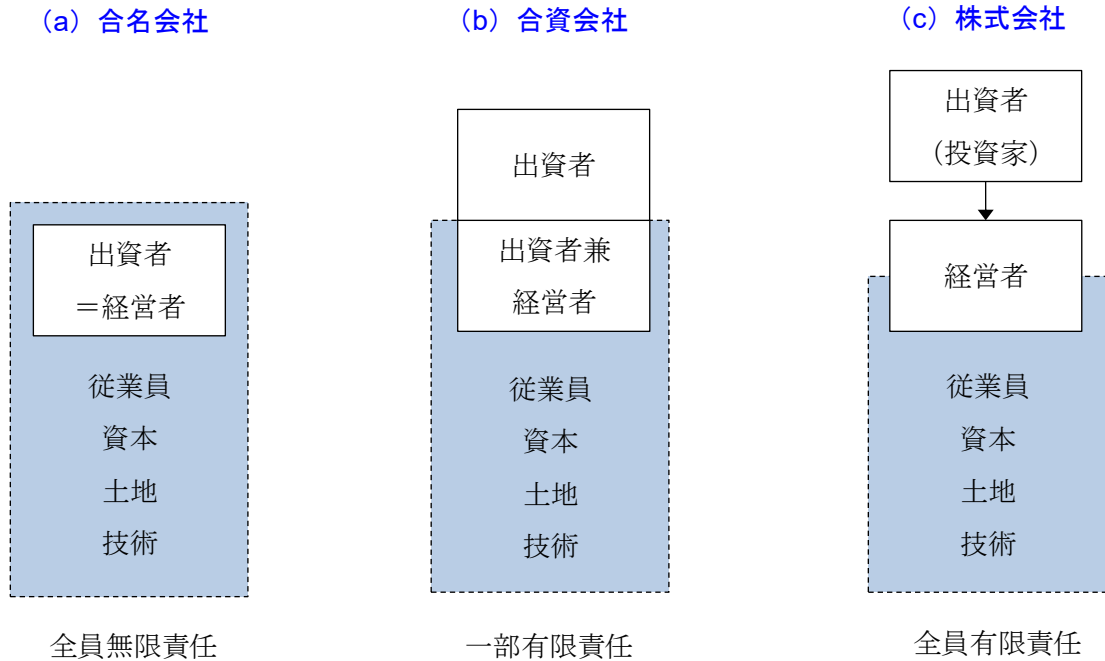 （a）合名会社
出資者
＝経営者
従業員
資本
土地
技術
全員無限責任
（b）合資会社
出資者
出資者兼
経営者
従業員
資本
土地
技術
一部有限責任
（c）株式会社
出資者
（投資家）
経営者
従業員
資本
土地
技術
全員有限責任